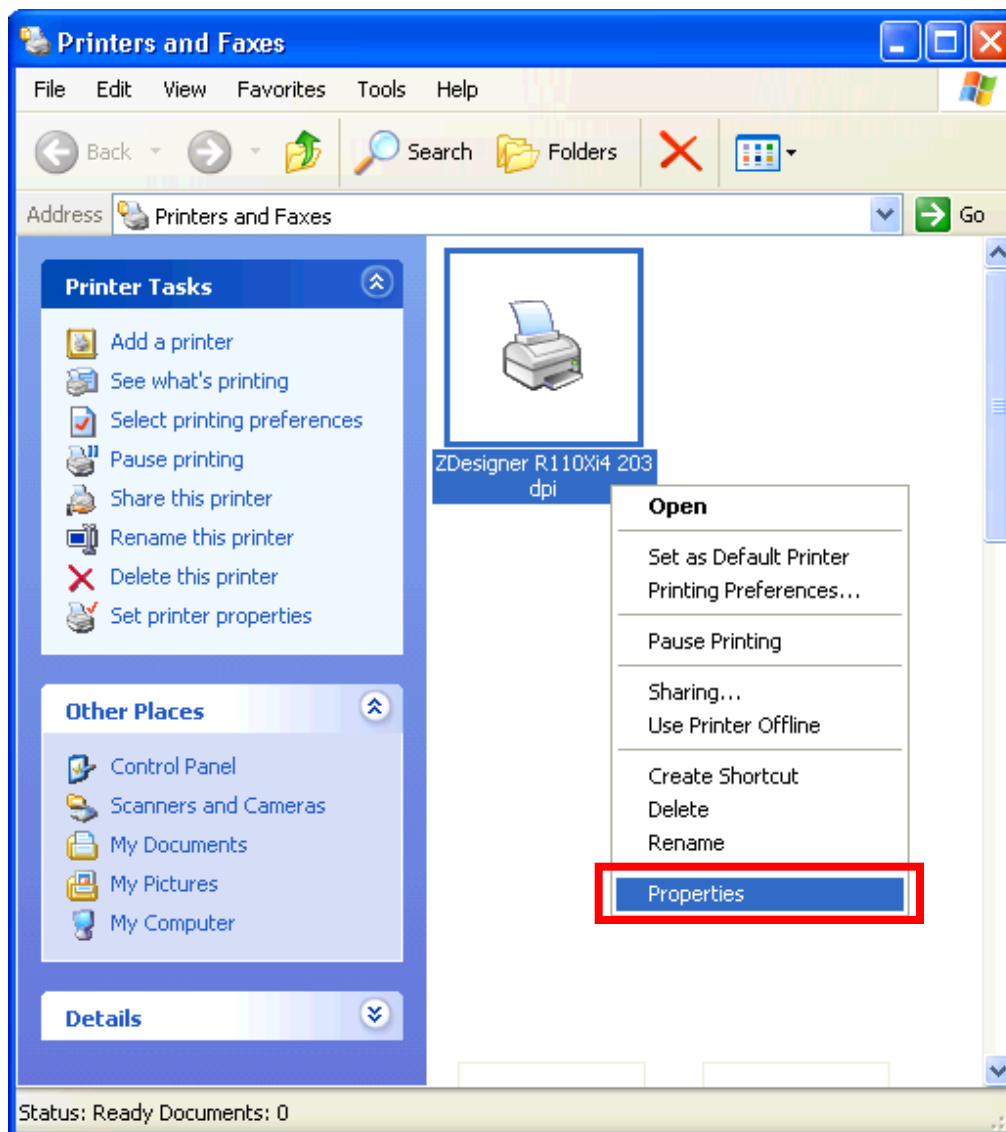 Printers and Faxes
File Edit View Favorites Tools Help
Back Search Folders
Address Printers and Faxes Go
Printer Tasks
Add a printer
See what's printing
Select printing preferences
Pause printing
Share this printer
Rename this printer
Delete this printer
Set printer properties
Other Places
Control Panel
Scanners and Cameras
My Documents
My Pictures
My Computer
Details
ZDesigner R110Xi4 203
dpi
Open
Set as Default Printer
Printing Preferences...
Pause Printing
Sharing...
Use Printer Offline
Create Shortcut
Delete
Rename
Properties
Status: Ready Documents: 0